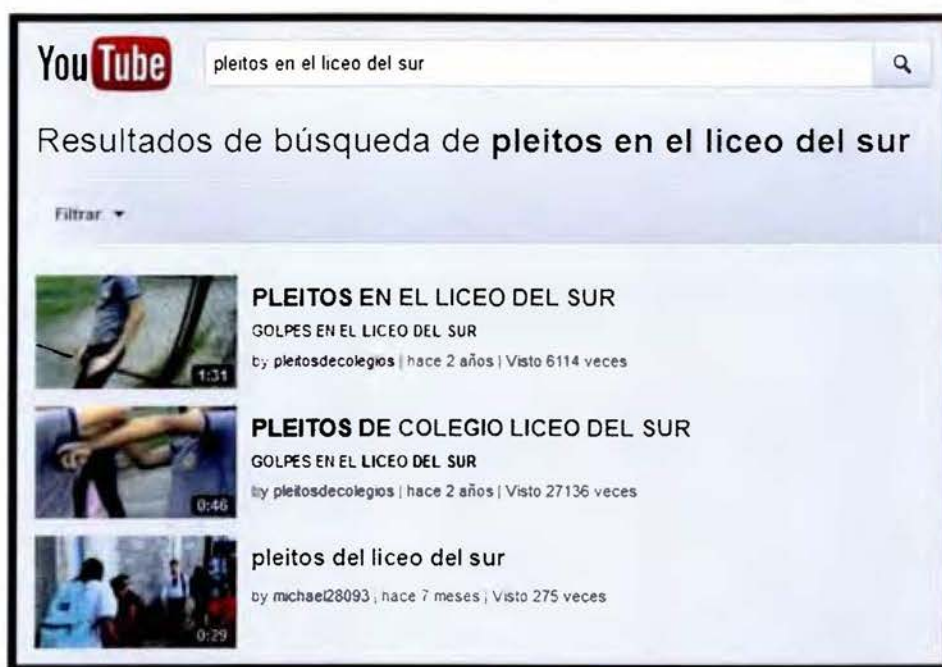 YouTube
pleitos en el liceo del sur
Resultados de búsqueda de pleitos en el liceo del sur
Filtrar
1:31
PLEITOS EN EL LICEO DEL SUR
GOLPES EN EL LICEO DEL SUR
by pleitosdecolegios | hace 2 años | Visto 6114 veces
0:46
PLEITOS DE COLEGIO LICEO DEL SUR
GOLPES EN EL LICEO DEL SUR
by pleitosdecolegios | hace 2 años | Visto 27136 veces
0:29
pleitos del liceo del sur
by michael28093 | hace 7 meses | Visto 275 veces